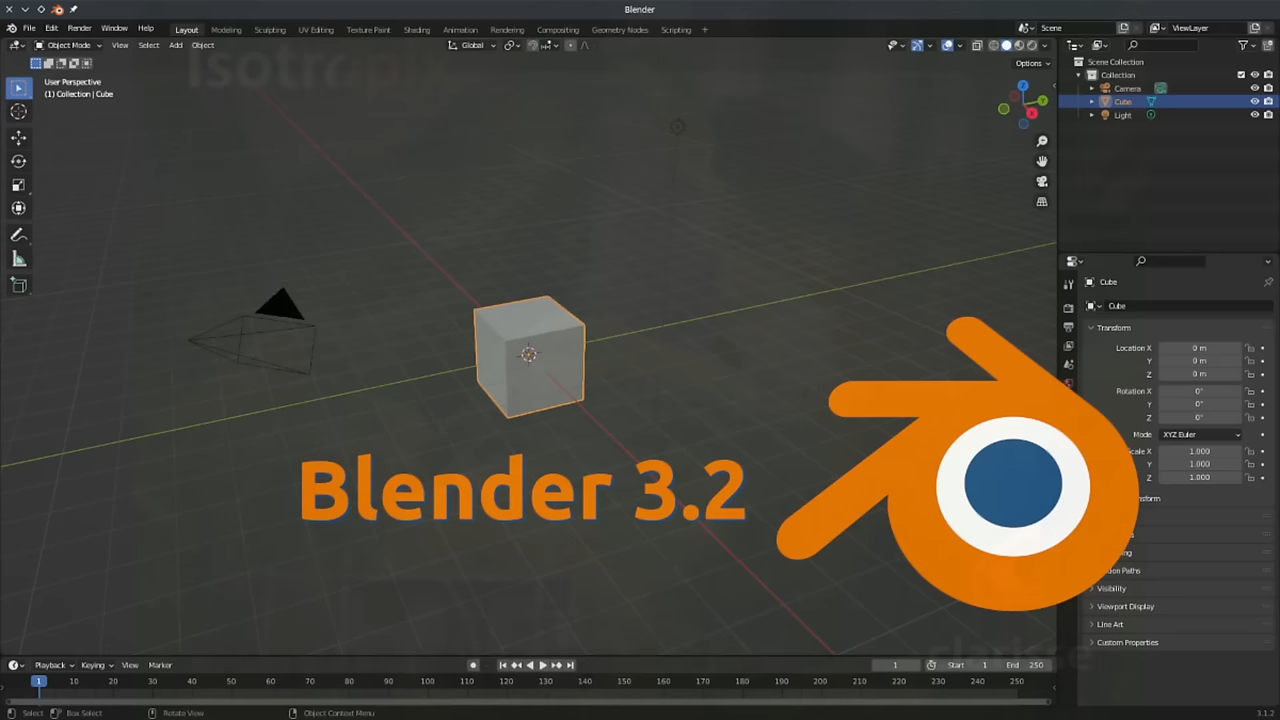 Blender
File Edit Render Window Help Layout Modeling Sculpting UV Editing Texture Paint Shading Animation Rendering Compositing Geometry Nodes Scripting + Scene ViewLayer
Object Mode View Select Add Object Global
Options
User Perspective
(1) Collection | Cube
Scene Collection
Collection
Camera
Cube
Light
Cube
Cube
Transform
Location X 0 m
Y 0 m
Z 0 m
Rotation X 0°
Y 0°
Z 0°
Mode XYZ Euler
Scale X 1.000
Y 1.000
Z 1.000
Blender 3.2
Visibility
Viewport Display
Line Art
Custom Properties
Playback Keying View Marker 1 Start 1 End 250
1 10 20 30 40 50 60 70 80 90 100 110 120 130 140 150 160 170 180 190 200 210 220 230 240 250
Select Box Select Rotate View Object Context Menu 3.1.2